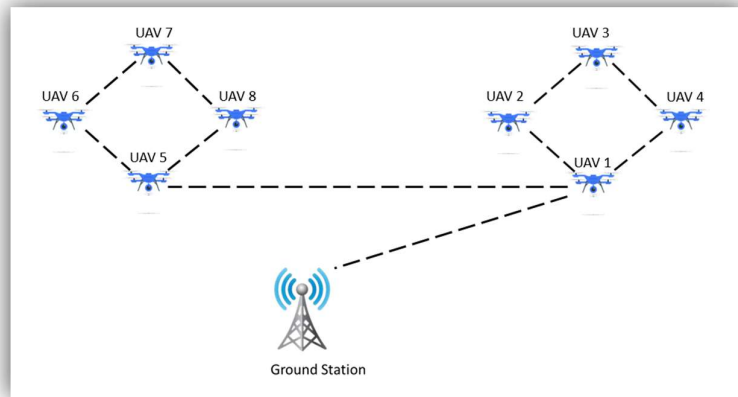 UAV 7
UAV 3
UAV 6
UAV 8
UAV 2
UAV 4
UAV 5
UAV 1
Ground Station